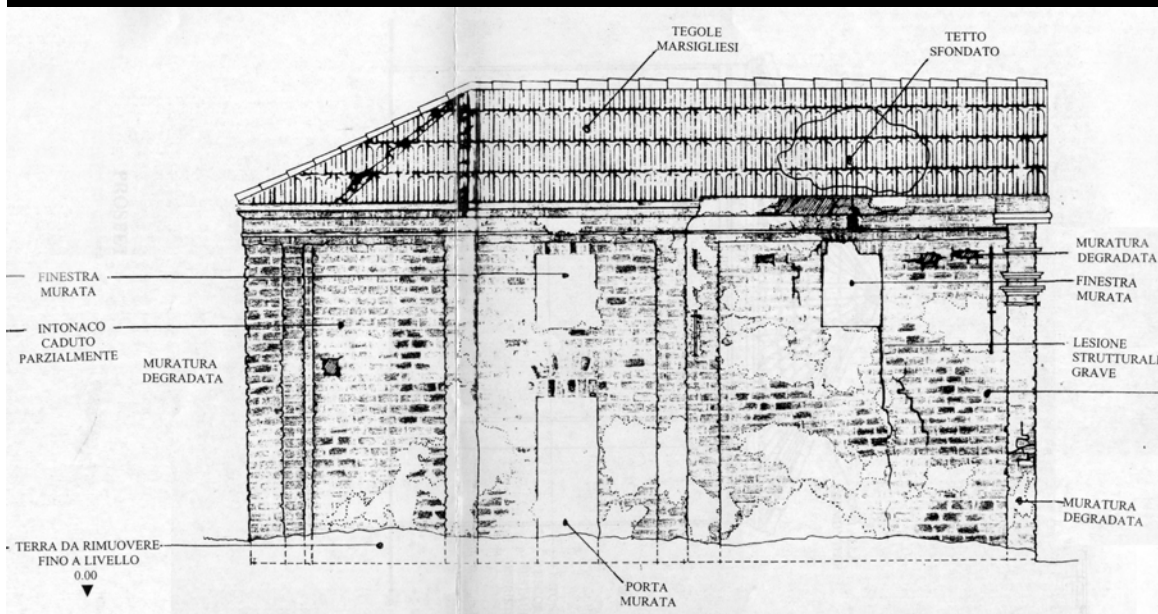 TEGOLE
MARSIGLIESI
TETTO
SFONDATO
FINESTRA
MURATA
INTONACO
CADUTO
PARZIALMENTE
MURATURA
DEGRADATA
TERRA DA RIMUOVERE
FINO A LIVELLO
0.00
PORTA
MURATA
MURATURA
DEGRADATA
FINESTRA
MURATA
LESIONE
STRUTTURALE
GRAVE
MURATURA
DEGRADATA